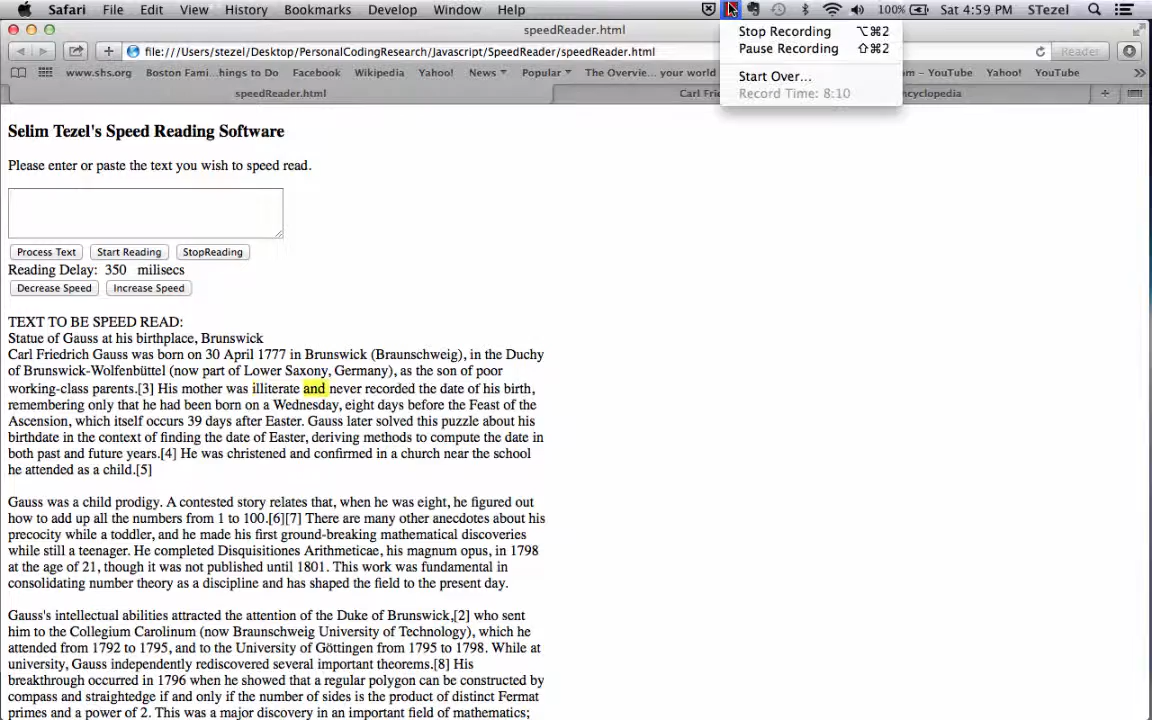 Safari File Edit View History Bookmarks Develop Window Help 100% Sat 4:59 PM STezel
Stop Recording ⌥⌘2
Pause Recording ⇧⌘2
Start Over...
Record Time: 8:10
speedReader.html
file:///Users/stezel/Desktop/PersonalCodingResearch/Javascript/SpeedReader/speedReader.html Reader
www.shs.org Boston Fami...hings to Do Facebook Wikipedia Yahoo! News Popular The Overvie... your world om – YouTube Yahoo! YouTube
speedReader.html Carl Frie cyclopedia
Selim Tezel's Speed Reading Software
Please enter or paste the text you wish to speed read.
Process Text Start Reading StopReading
Reading Delay: 350 milisecs
Decrease Speed Increase Speed
TEXT TO BE SPEED READ:
Statue of Gauss at his birthplace, Brunswick
Carl Friedrich Gauss was born on 30 April 1777 in Brunswick (Braunschweig), in the Duchy
of Brunswick-Wolfenbüttel (now part of Lower Saxony, Germany), as the son of poor
working-class parents.[3] His mother was illiterate and never recorded the date of his birth,
remembering only that he had been born on a Wednesday, eight days before the Feast of the
Ascension, which itself occurs 39 days after Easter. Gauss later solved this puzzle about his
birthdate in the context of finding the date of Easter, deriving methods to compute the date in
both past and future years.[4] He was christened and confirmed in a church near the school
he attended as a child.[5]
Gauss was a child prodigy. A contested story relates that, when he was eight, he figured out
how to add up all the numbers from 1 to 100.[6][7] There are many other anecdotes about his
precocity while a toddler, and he made his first ground-breaking mathematical discoveries
while still a teenager. He completed Disquisitiones Arithmeticae, his magnum opus, in 1798
at the age of 21, though it was not published until 1801. This work was fundamental in
consolidating number theory as a discipline and has shaped the field to the present day.
Gauss's intellectual abilities attracted the attention of the Duke of Brunswick,[2] who sent
him to the Collegium Carolinum (now Braunschweig University of Technology), which he
attended from 1792 to 1795, and to the University of Göttingen from 1795 to 1798. While at
university, Gauss independently rediscovered several important theorems.[8] His
breakthrough occurred in 1796 when he showed that a regular polygon can be constructed by
compass and straightedge if and only if the number of sides is the product of distinct Fermat
primes and a power of 2. This was a major discovery in an important field of mathematics;